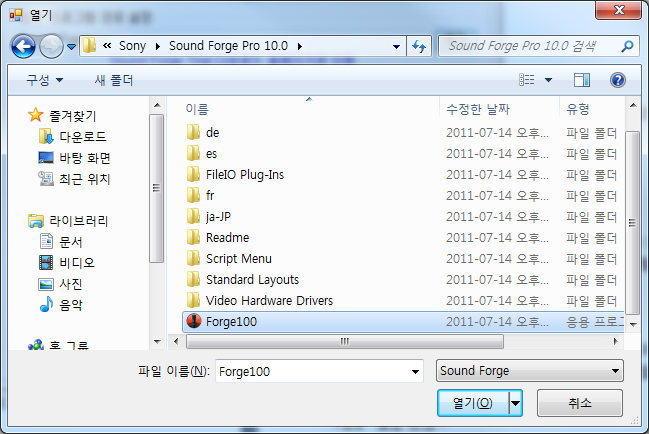 열기
« Sony ▸ Sound Forge Pro 10.0 ▸
Sound Forge Pro 10.0 검색
구성 ▼ 새 폴더
즐겨찾기
다운로드
바탕 화면
최근 위치
라이브러리
문서
비디오
사진
음악
홈 그룹
이름 수정한 날짜 유형
de 2011-07-14 오후... 파일 폴더
es 2011-07-14 오후... 파일 폴더
FileIO Plug-Ins 2011-07-14 오후... 파일 폴더
fr 2011-07-14 오후... 파일 폴더
ja-JP 2011-07-14 오후... 파일 폴더
Readme 2011-07-14 오후... 파일 폴더
Script Menu 2011-07-14 오후... 파일 폴더
Standard Layouts 2011-07-14 오후... 파일 폴더
Video Hardware Drivers 2011-07-14 오후... 파일 폴더
Forge100 2011-07-14 오후... 응용 프로그
파일 이름(N): Forge100
Sound Forge
열기(O) 취소